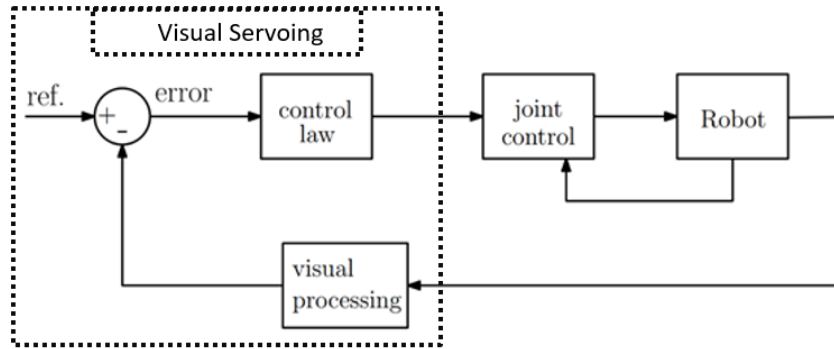 Visual Servoing
ref.
+
-
error
control
law
joint
control
Robot
visual
processing